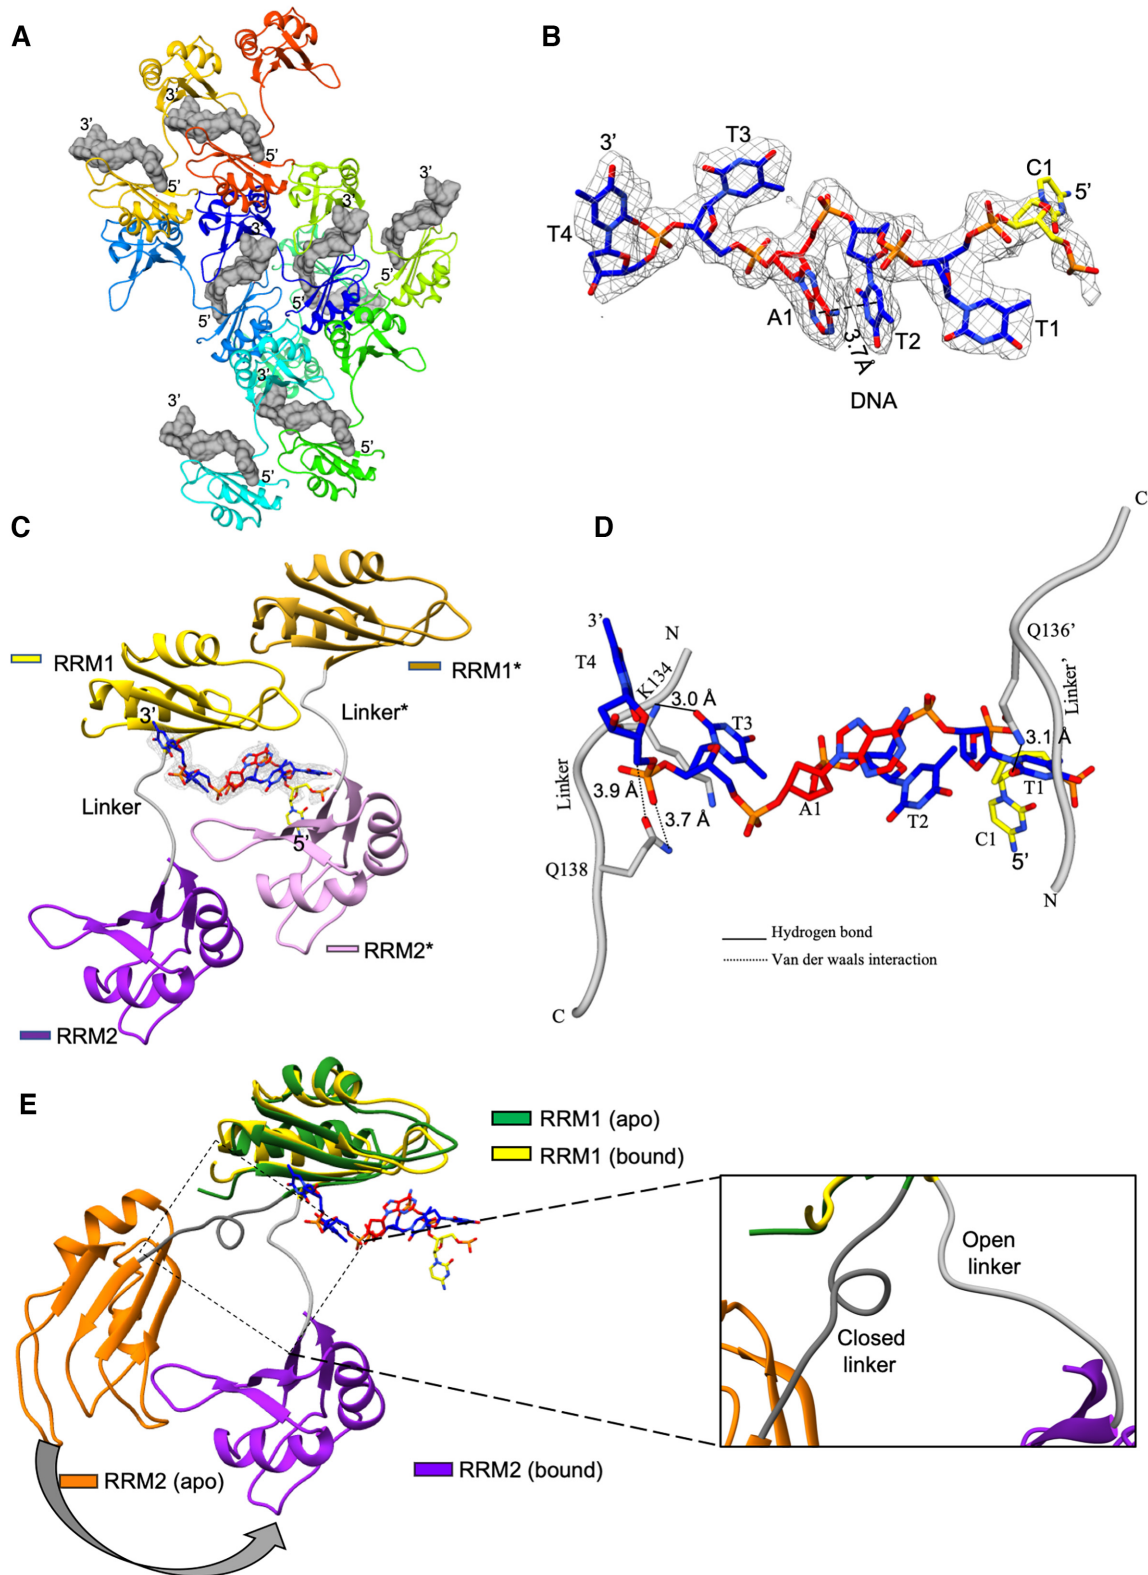 A
3'
3'
5'
5'
3'
3'
3'
5'
5'
3'
3'
5'
5'
B
3'
T3
C1
5'
T4
A1
T2
T1
3.7Å
DNA
C
RRM1
3'
RRM1*
Linker*
Linker
5'
RRM2*
RRM2
D
C
3'
N
Q136'
T4
K134
3.0 Å
T3
Linker'
3.1 Å
Linker
3.9 Å
3.7 Å
A1
T2
T1
C1
5'
Q138
N
Hydrogen bond
Van der waals interaction
C
E
RRM1 (apo)
RRM1 (bound)
Open
linker
Closed
linker
RRM2 (apo)
RRM2 (bound)